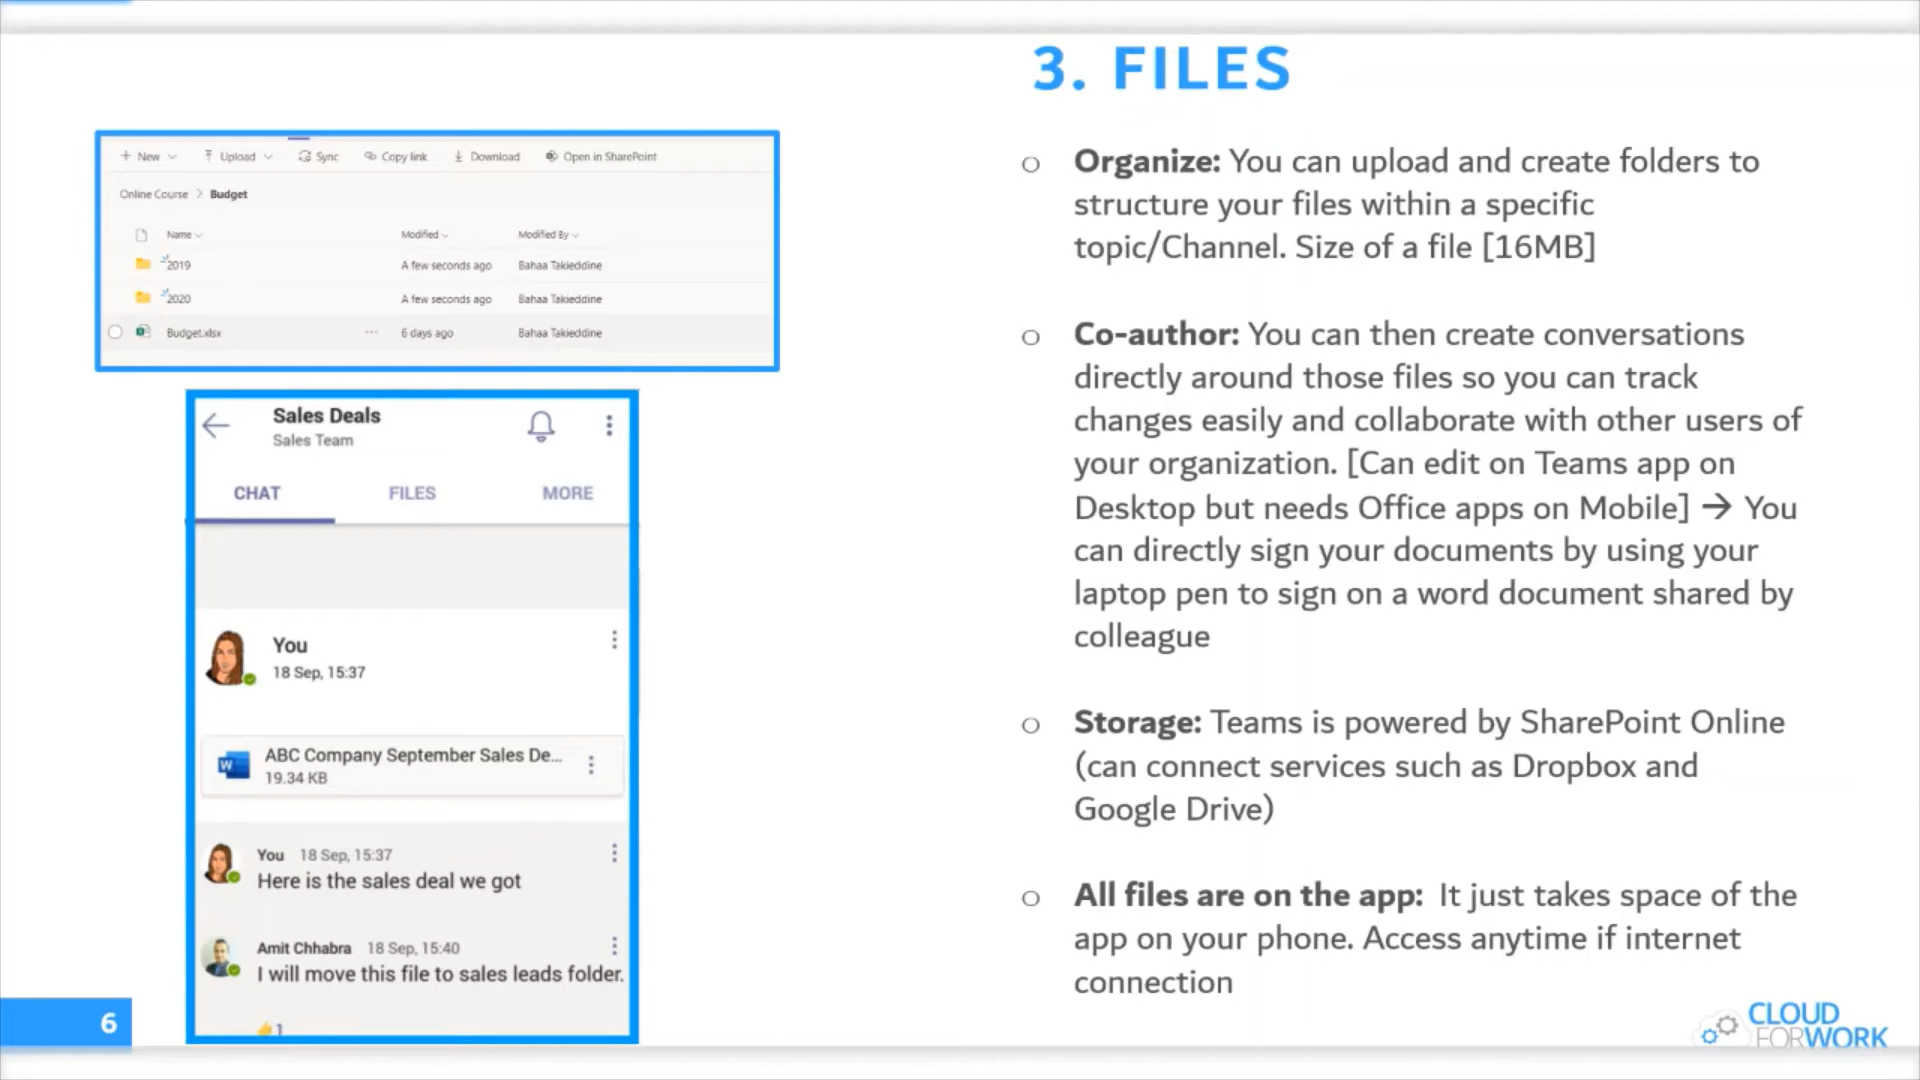 3. FILES
New
Upload
Sync
Copy link
Download
Open in SharePoint
Online Course > Budget
Name
Modified
Modified By
2019
A few seconds ago
Bahaa Takieddine
2020
A few seconds ago
Bahaa Takieddine
Budget.xlsx
6 days ago
Bahaa Takieddine
Sales Deals
Sales Team
CHAT
FILES
MORE
You
18 Sep, 15:37
W
ABC Company September Sales De...
19.34 KB
You 18 Sep, 15:37
Here is the sales deal we got
Amit Chhabra 18 Sep, 15:40
I will move this file to sales leads folder.
👍1
o Organize: You can upload and create folders to
structure your files within a specific
topic/Channel. Size of a file [16MB]
o Co-author: You can then create conversations
directly around those files so you can track
changes easily and collaborate with other users of
your organization. [Can edit on Teams app on
Desktop but needs Office apps on Mobile] → You
can directly sign your documents by using your
laptop pen to sign on a word document shared by
colleague
o Storage: Teams is powered by SharePoint Online
(can connect services such as Dropbox and
Google Drive)
o All files are on the app: It just takes space of the
app on your phone. Access anytime if internet
connection
6
CLOUD
FORWORK